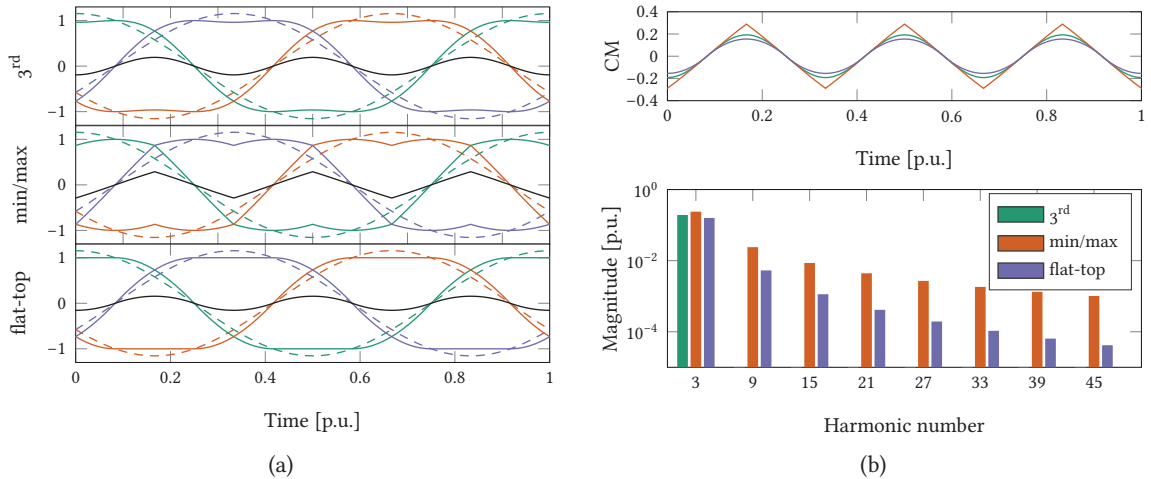 3rd
1
0
−1
min/max
1
0
−1
flat-top
1
0
−1
0 0.2 0.4 0.6 0.8 1
Time [p.u.]
(a)
CM
0.4
0.2
0
−0.2
−0.4
0 0.2 0.4 0.6 0.8 1
Time [p.u.]
Magnitude [p.u.]
10^0
10^−2
10^−4
3rd
min/max
flat-top
3 9 15 21 27 33 39 45
Harmonic number
(b)